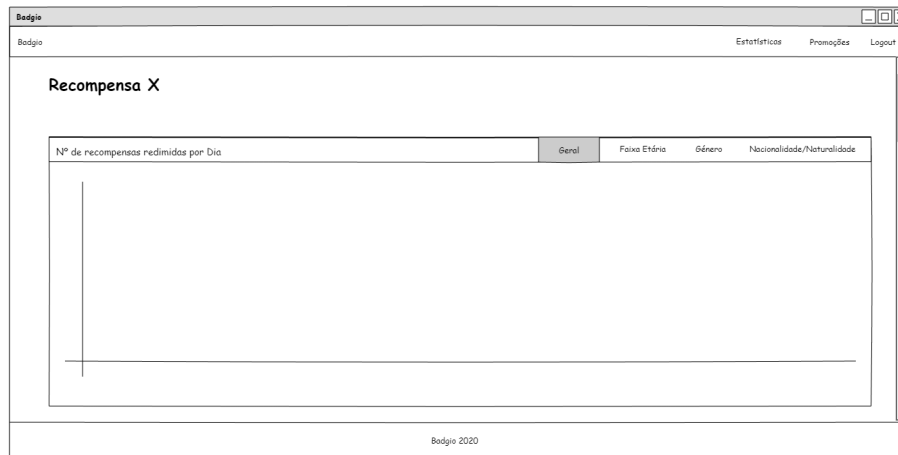 Badgio
Badgio Estatísticas Promoções Logout
Recompensa X
Nº de recompensas redimidas por Dia Geral Faixa Etária Género Nacionalidade/Naturalidade
Badgio 2020